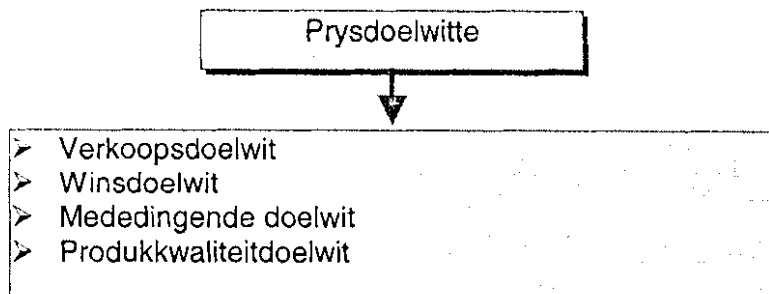 Prysdoelwitte
➢ Verkoopsdoelwit
➢ Winsdoelwit
➢ Mededingende doelwit
➢ Produkkwaliteitdoelwit